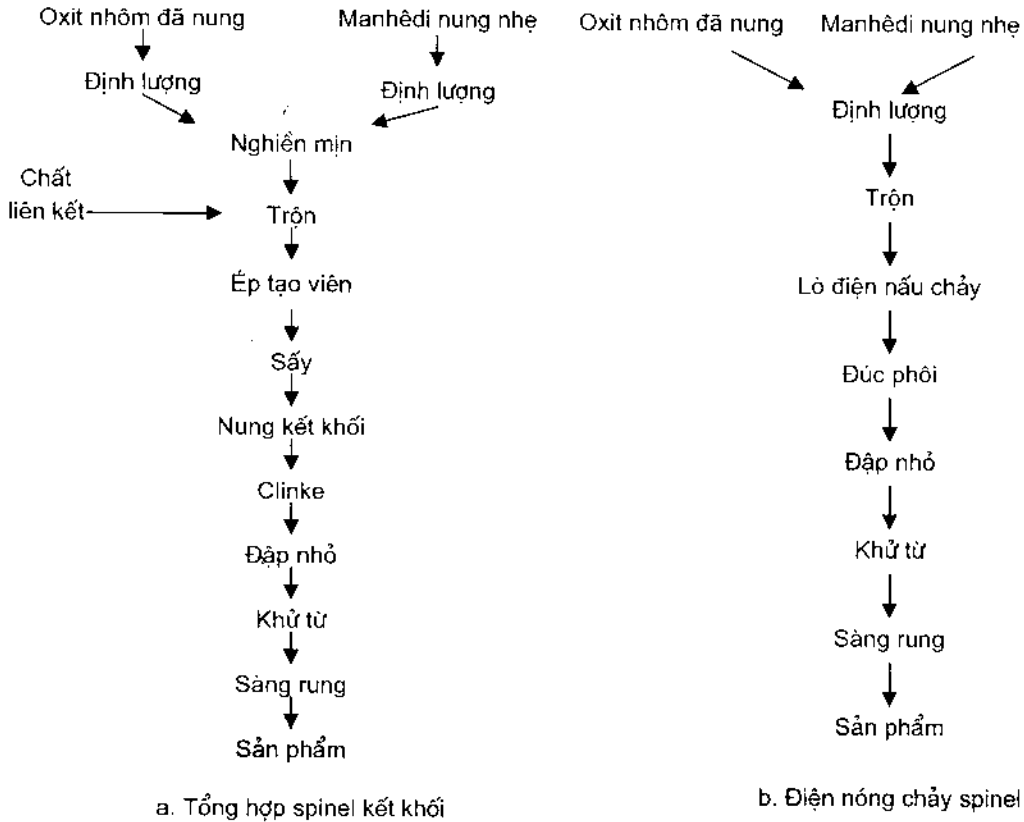 Oxit nhôm đã nung
Manhêdi nung nhẹ
Định lượng
Định lượng
Nghiền mịn
Chất
liên kết
Trộn
Ép tạo viên
Sấy
Nung kết khối
Clinke
Đập nhỏ
Khử từ
Sàng rung
Sản phẩm
a. Tổng hợp spinel kết khối
Oxit nhôm đã nung
Manhêdi nung nhẹ
Định lượng
Trộn
Lò điện nấu chảy
Đúc phôi
Đập nhỏ
Khử từ
Sàng rung
Sản phẩm
b. Điện nóng chảy spinel